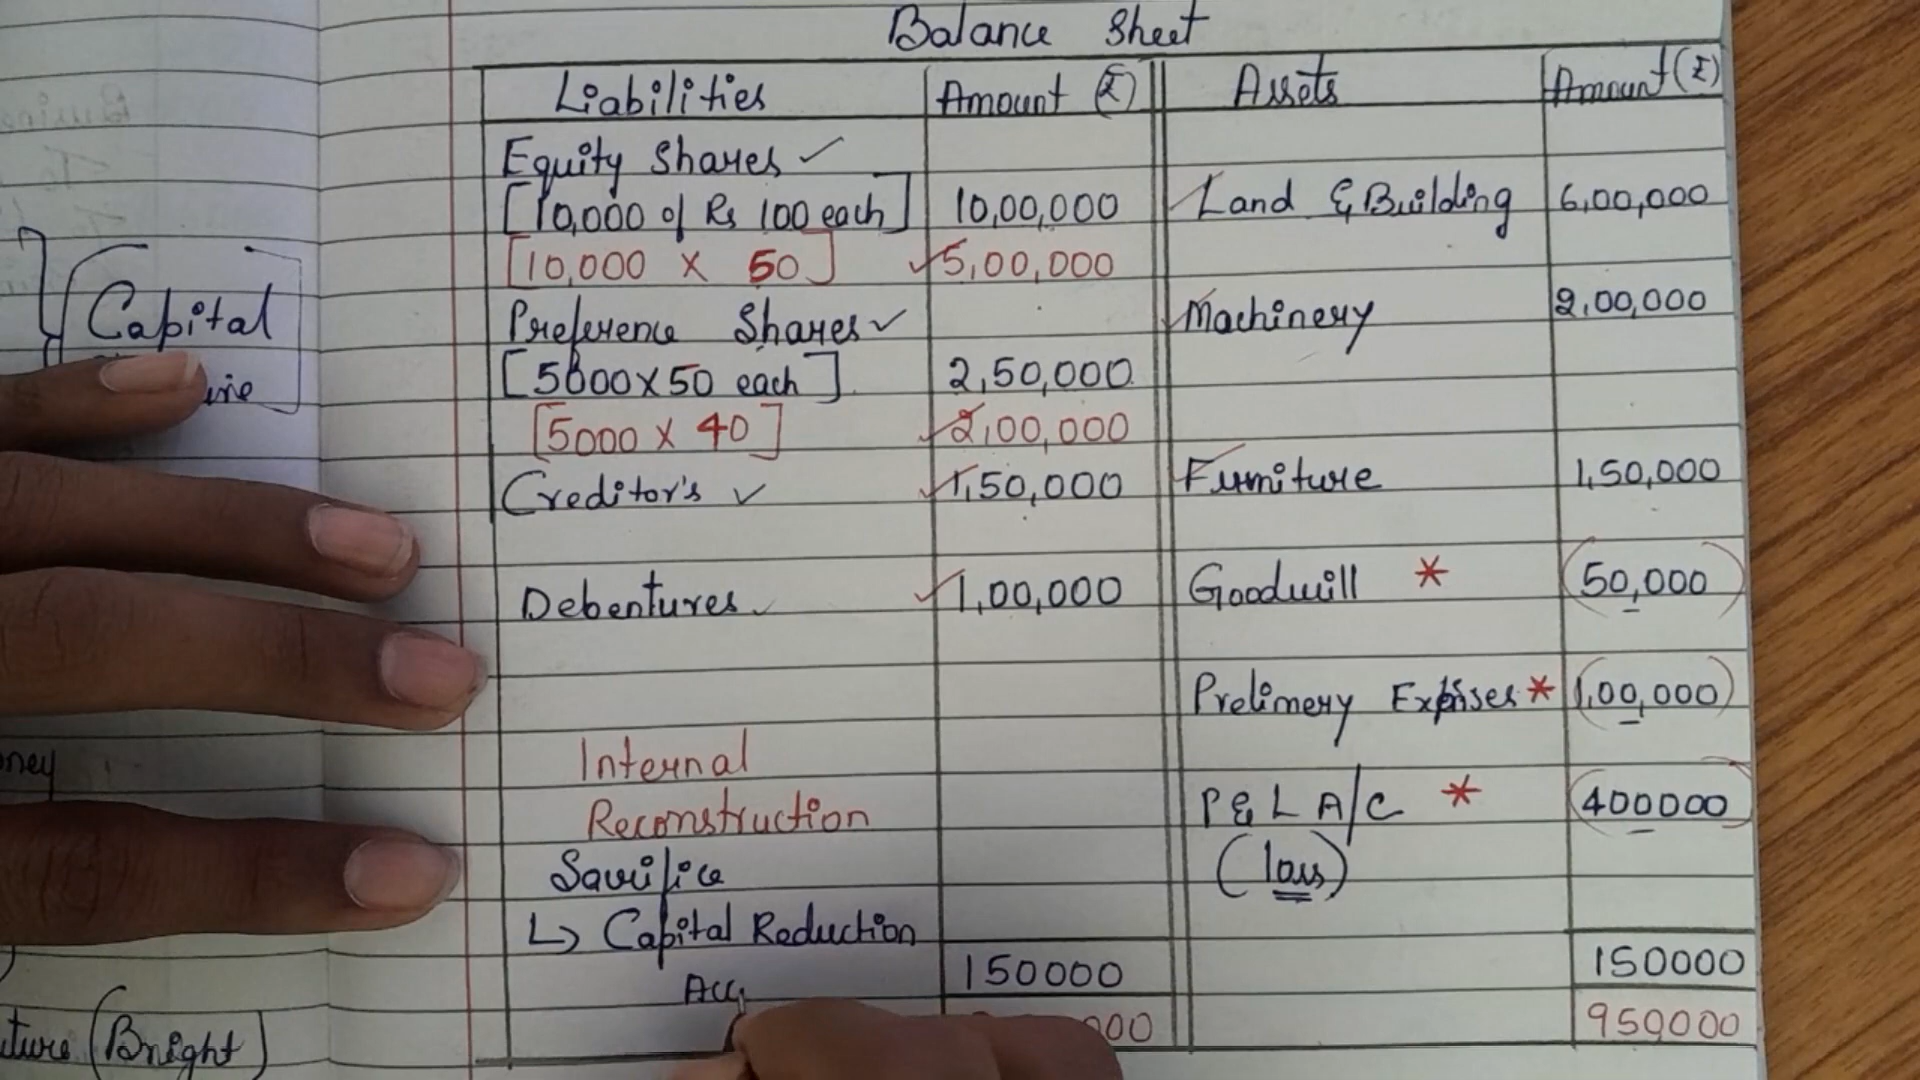 Balance Sheet
Liabilities Amount (₹) Assets Amount (₹)
Equity Shares ✓
[10,000 of Rs 100 each] 10,00,000 Land & Building 6,00,000
[10,000 x 50] ✓5,00,000
Capital
Preference Shares ✓ Machinery 2,00,000
[5000 x 50 each] 2,50,000
[5000 x 40] ✓2,00,000
Creditor's ✓ ✓1,50,000 Furniture 1,50,000
Debentures ✓ ✓1,00,000 Goodwill * (50,000)
Prelimery Expenses * (1,00,000)
Internal
Reconstruction
P & L A/C * (400000)
(loss)
Sacrifice
↳ Capital Reduction
150000 150000
950000
(Bright)